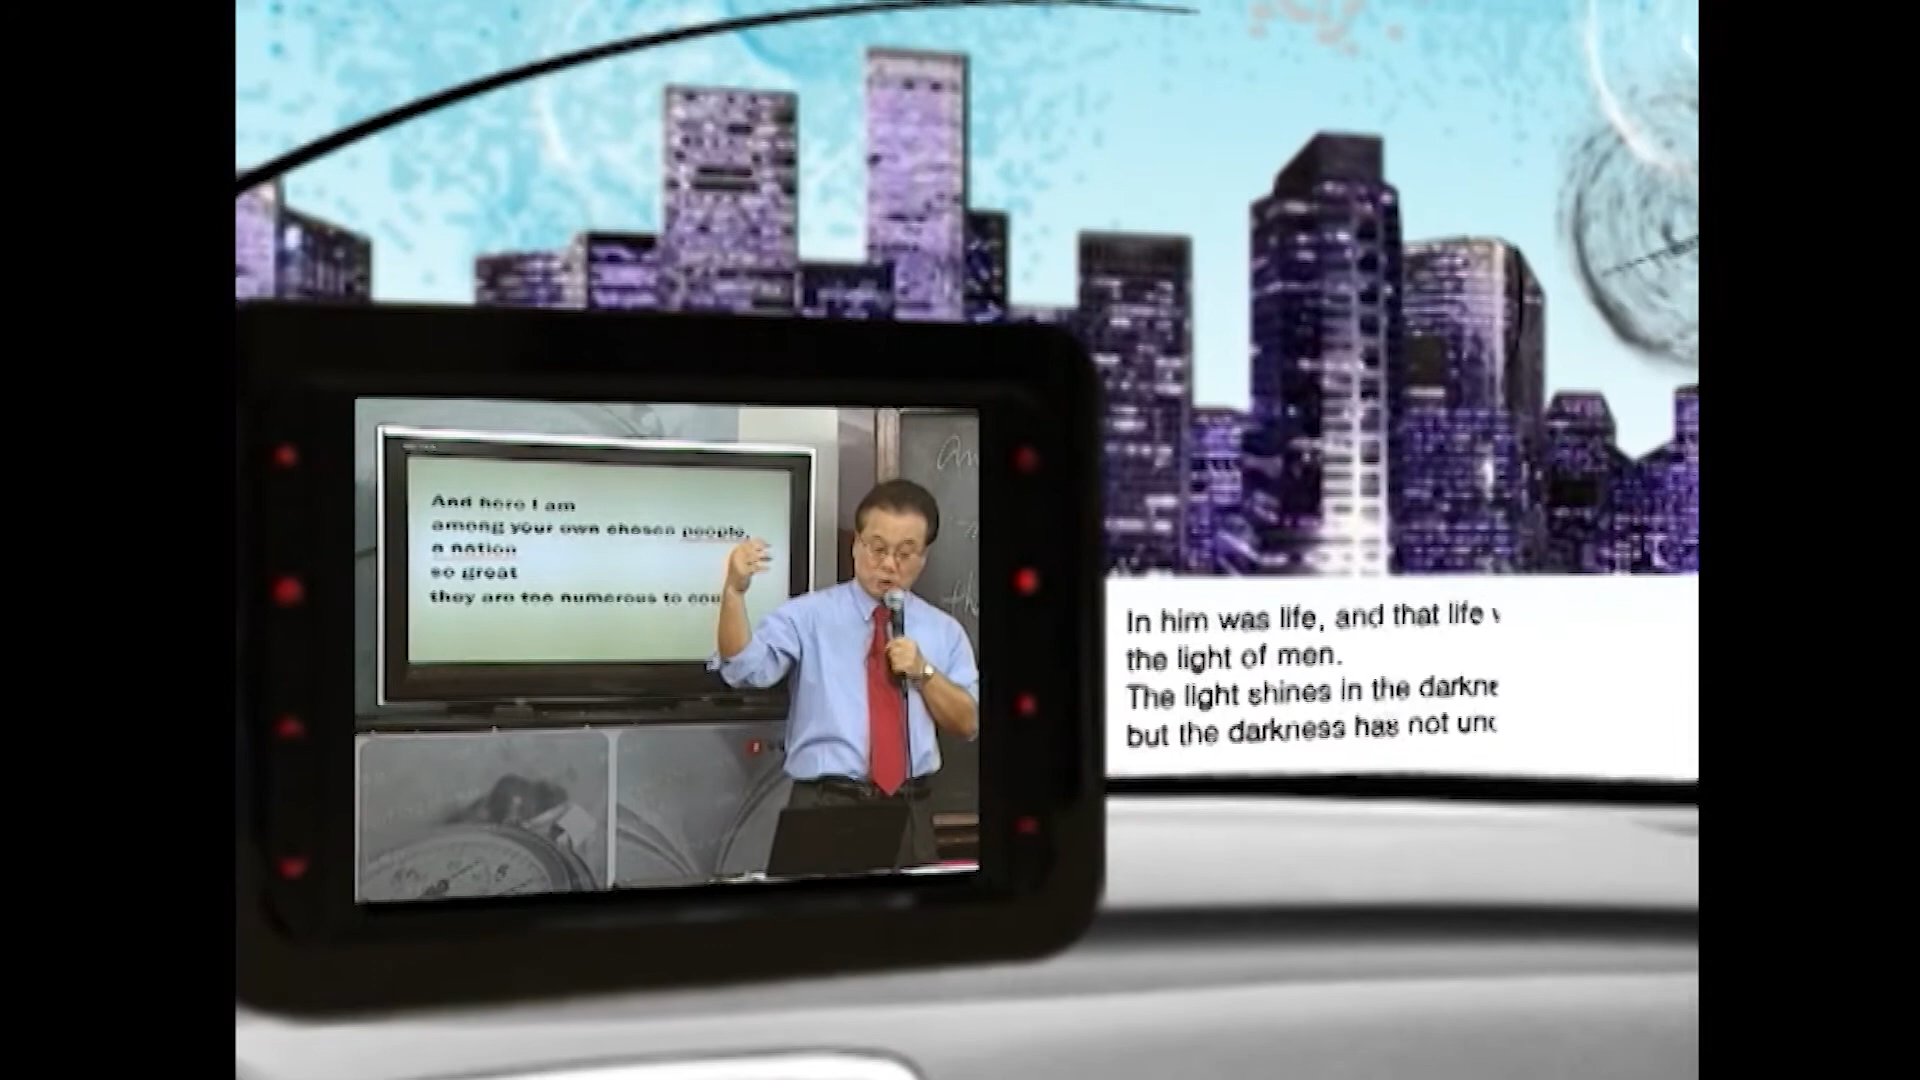 And here I am
among your own chosen people,
a nation
so great
they are too numerous to
In him was life, and that life
the light of men.
The light shines in the
but the darkness has not